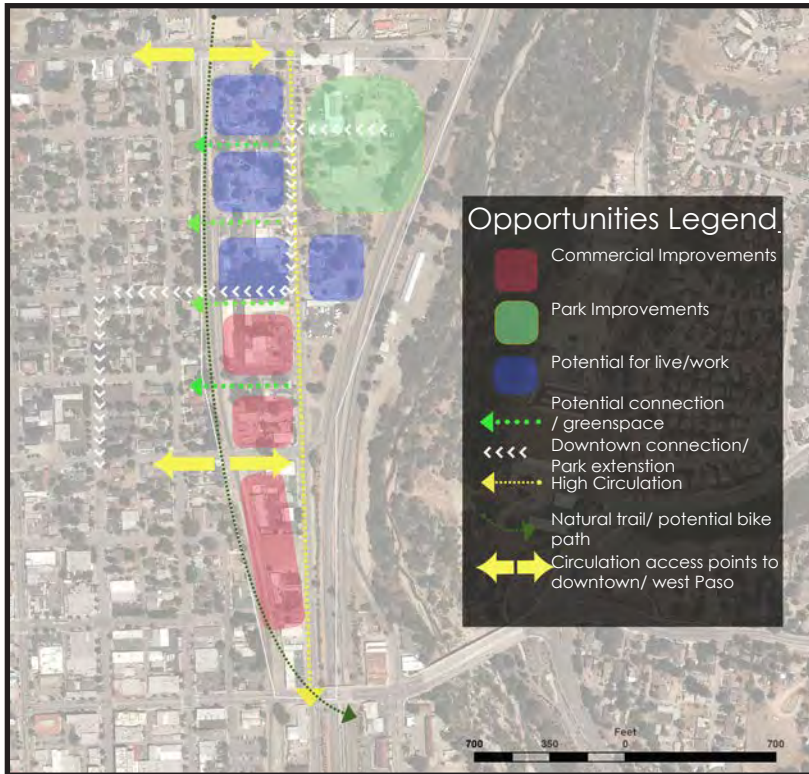 Opportunities Legend
Commercial Improvements
Park Improvements
Potential for live/work
Potential connection
/ greenspace
Downtown connection/
Park extenstion
High Circulation
Natural trail/ potential bike
path
Circulation access points to
downtown/ west Paso
Feet
700 350 0 700